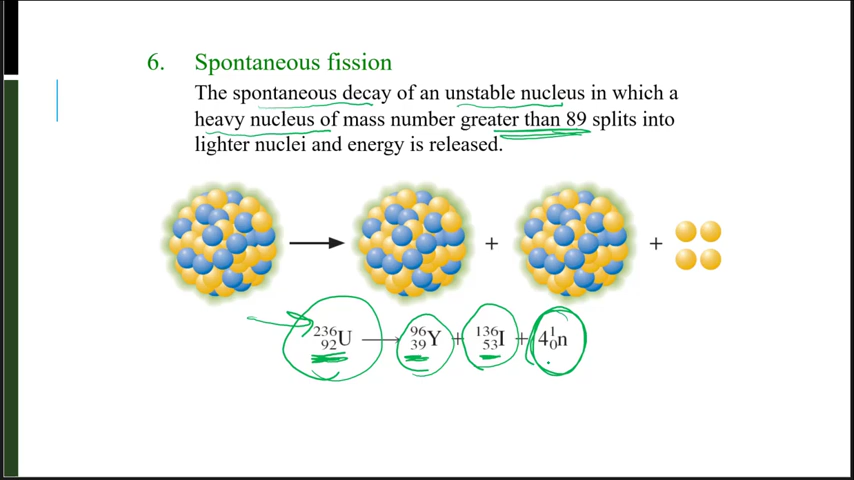 6. Spontaneous fission
The spontaneous decay of an unstable nucleus in which a
heavy nucleus of mass number greater than 89 splits into
lighter nuclei and energy is released.
+ +
²³⁶₉₂U ⟶ ⁹⁶₃₉Y + ¹³⁶₅₃I + 4¹₀n